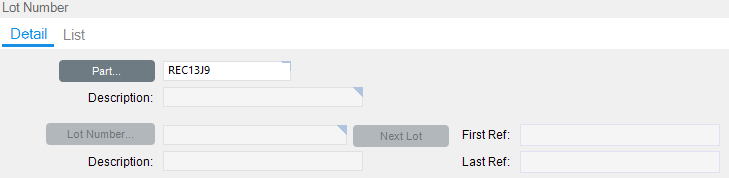 Lot Number
Detail List
Part... REC13J9
Description:
Lot Number... Next Lot First Ref:
Description: Last Ref: